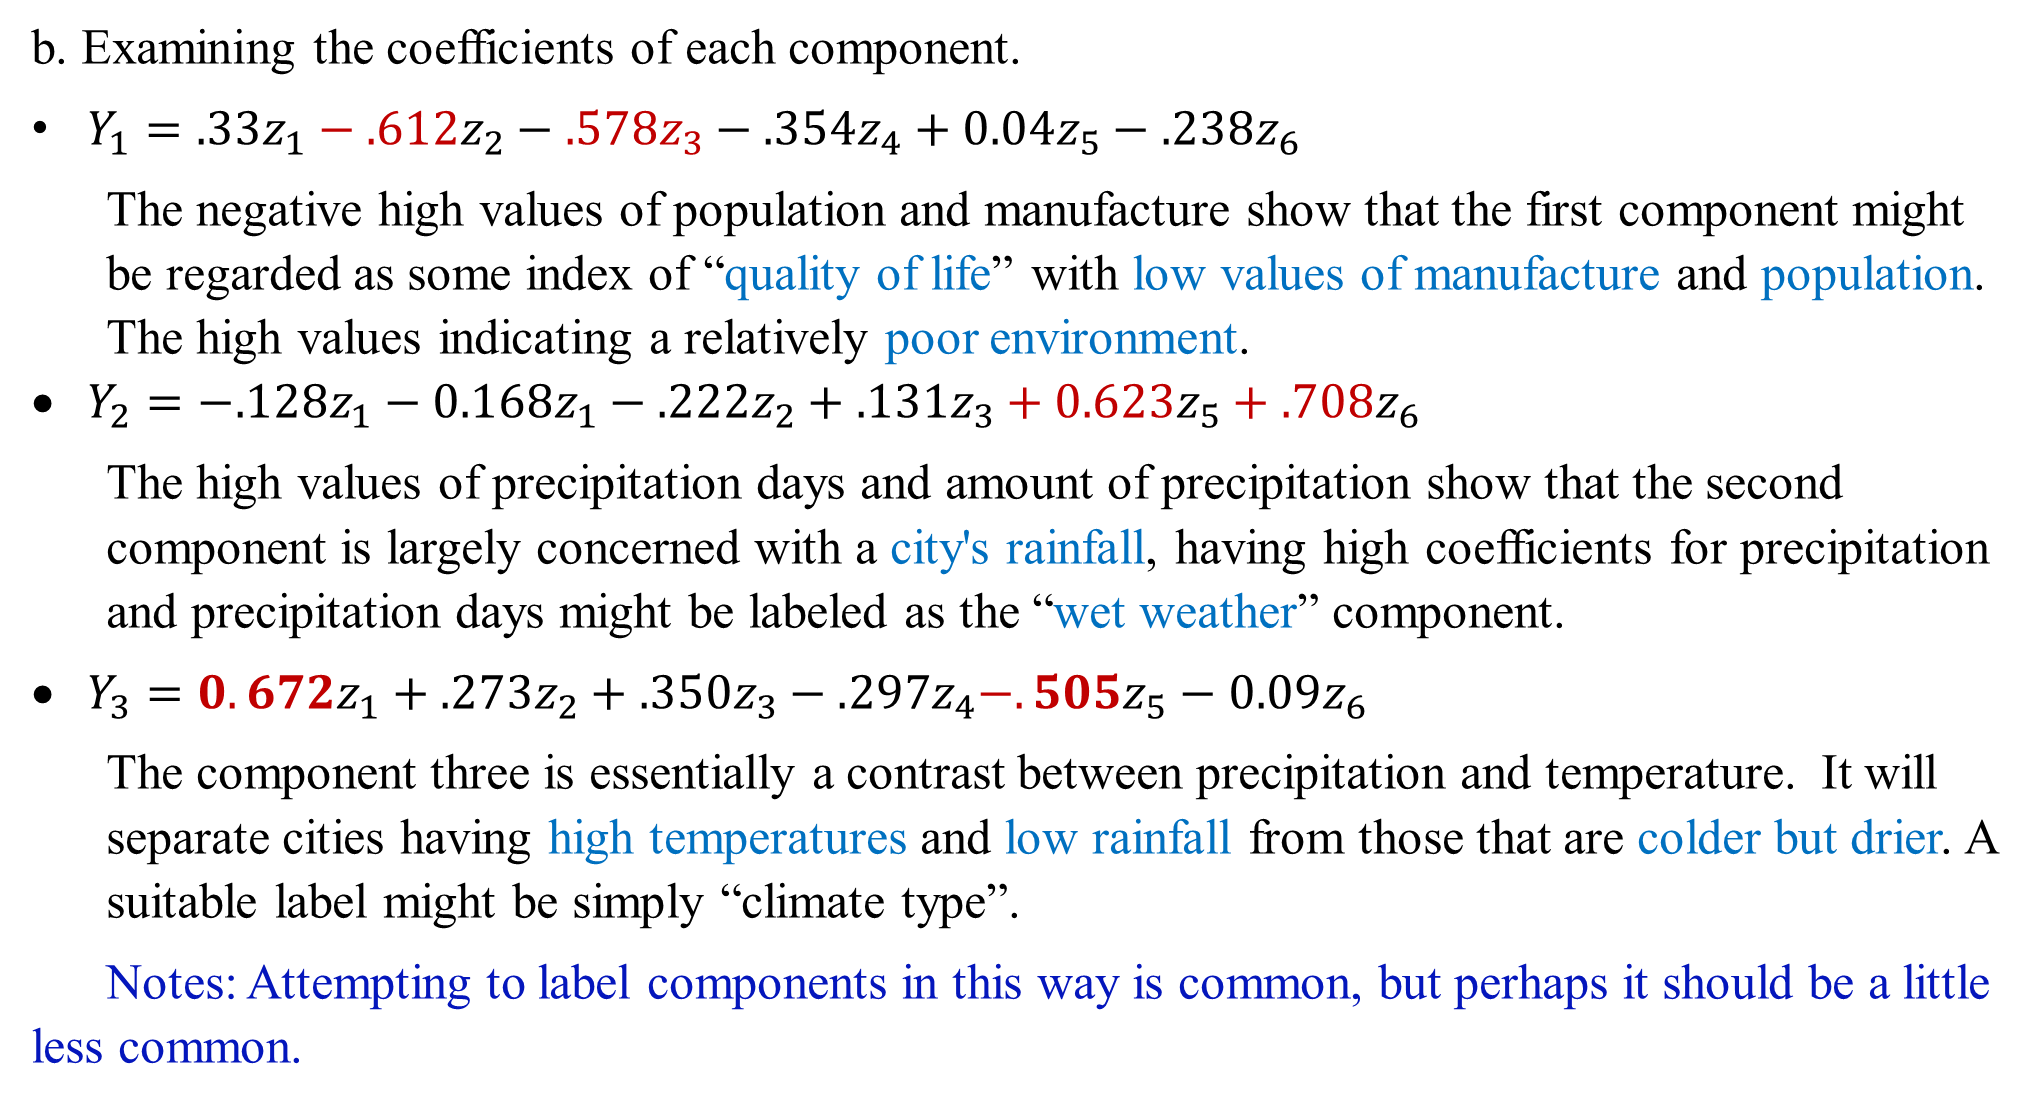 b. Examining the coefficients of each component.
• Y₁ = .33z₁ − .612z₂ − .578z₃ − .354z₄ + 0.04z₅ − .238z₆
The negative high values of population and manufacture show that the first component might
be regarded as some index of “quality of life” with low values of manufacture and population.
The high values indicating a relatively poor environment.
• Y₂ = −.128z₁ − 0.168z₁ − .222z₂ + .131z₃ + 0.623z₅ + .708z₆
The high values of precipitation days and amount of precipitation show that the second
component is largely concerned with a city's rainfall, having high coefficients for precipitation
and precipitation days might be labeled as the “wet weather” component.
• Y₃ = 0.672z₁ + .273z₂ + .350z₃ − .297z₄−.505z₅ − 0.09z₆
The component three is essentially a contrast between precipitation and temperature. It will
separate cities having high temperatures and low rainfall from those that are colder but drier. A
suitable label might be simply “climate type”.
Notes: Attempting to label components in this way is common, but perhaps it should be a little
less common.